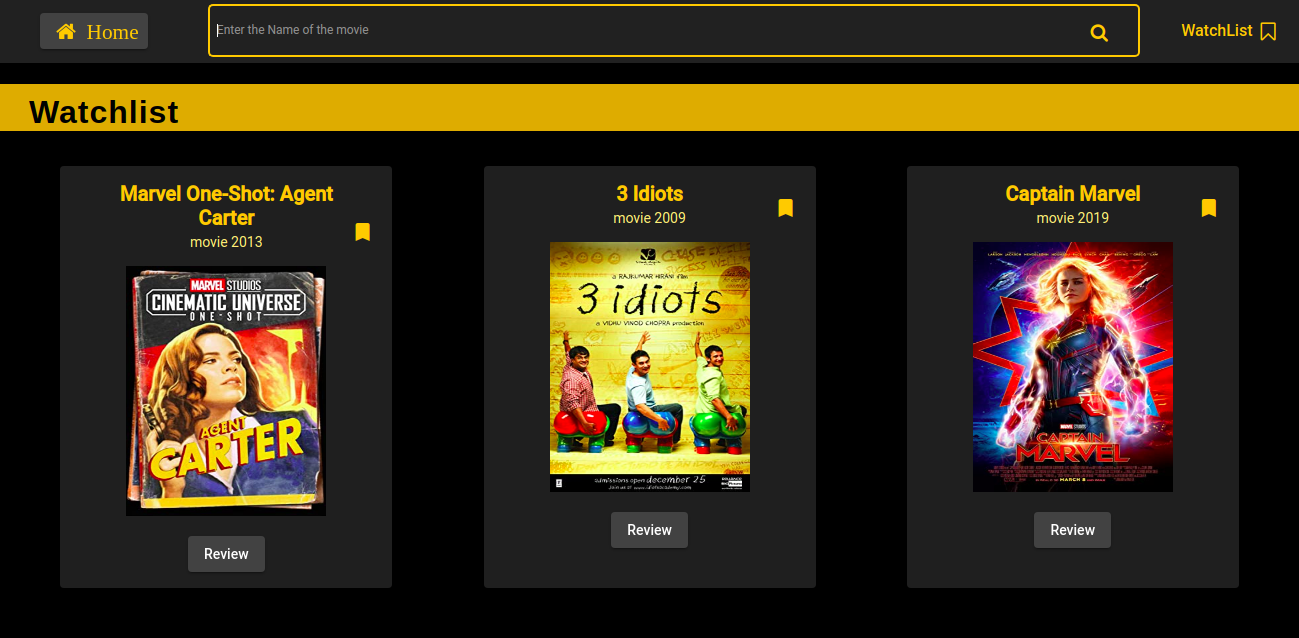 Home
Enter the Name of the movie
WatchList
Watchlist
Marvel One-Shot: Agent
Carter
movie 2013
MARVEL STUDIOS
CINEMATIC UNIVERSE
ONE-SHOT
AGENT
CARTER
Review
3 Idiots
movie 2009
a RAJKUMAR HIRANI film
3 idiots
a VIDHU VINOD CHOPRA production
admissions open december 25
Review
Captain Marvel
movie 2019
MARVEL STUDIOS
CAPTAIN
MARVEL
MARCH 8
Review